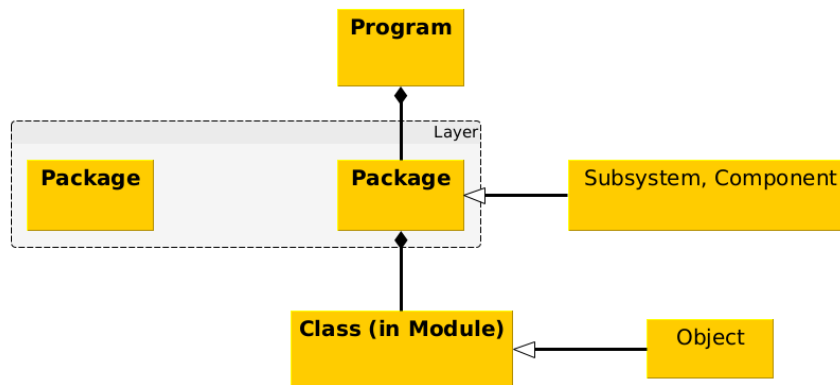 Program
Layer
Package
Package
Subsystem, Component
Class (in Module)
Object